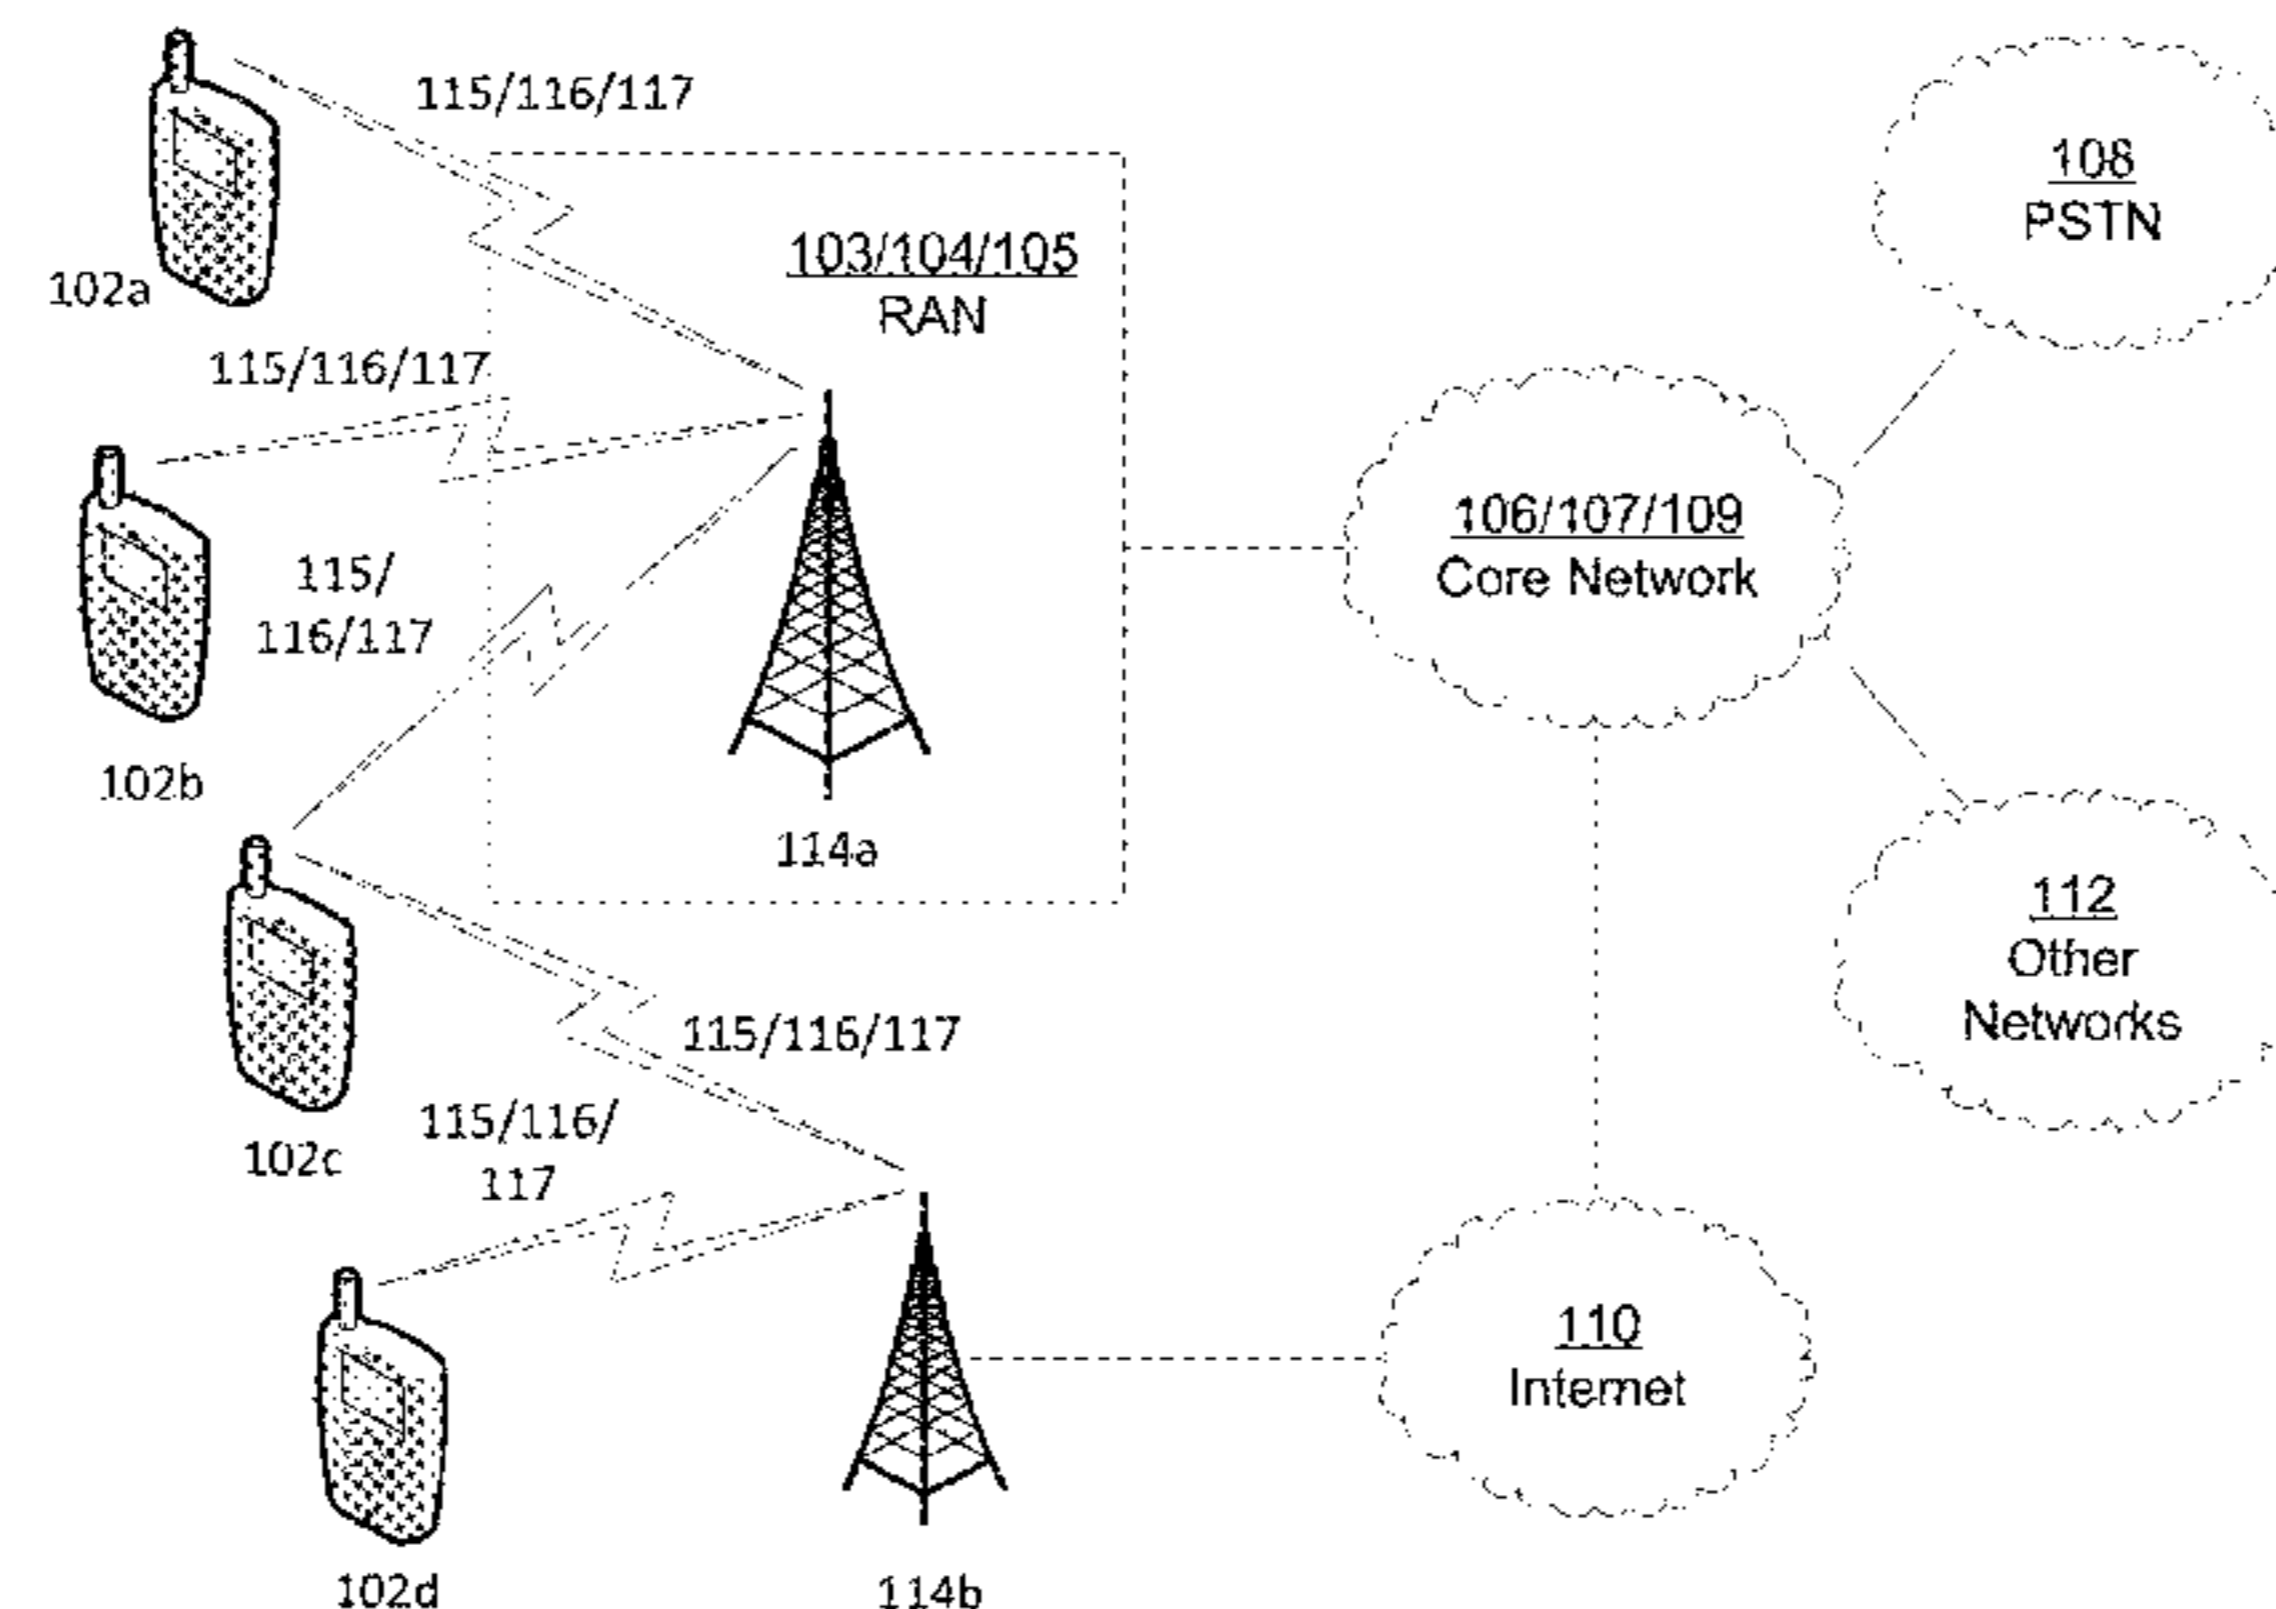 115/116/117
108
PSTN
103/104/105
RAN
102a
115/116/117
106/107/109
Core Network
115/
116/117
102b
114a
112
Other
Networks
115/116/117
115/116/
117
102c
110
Internet
102d
114b